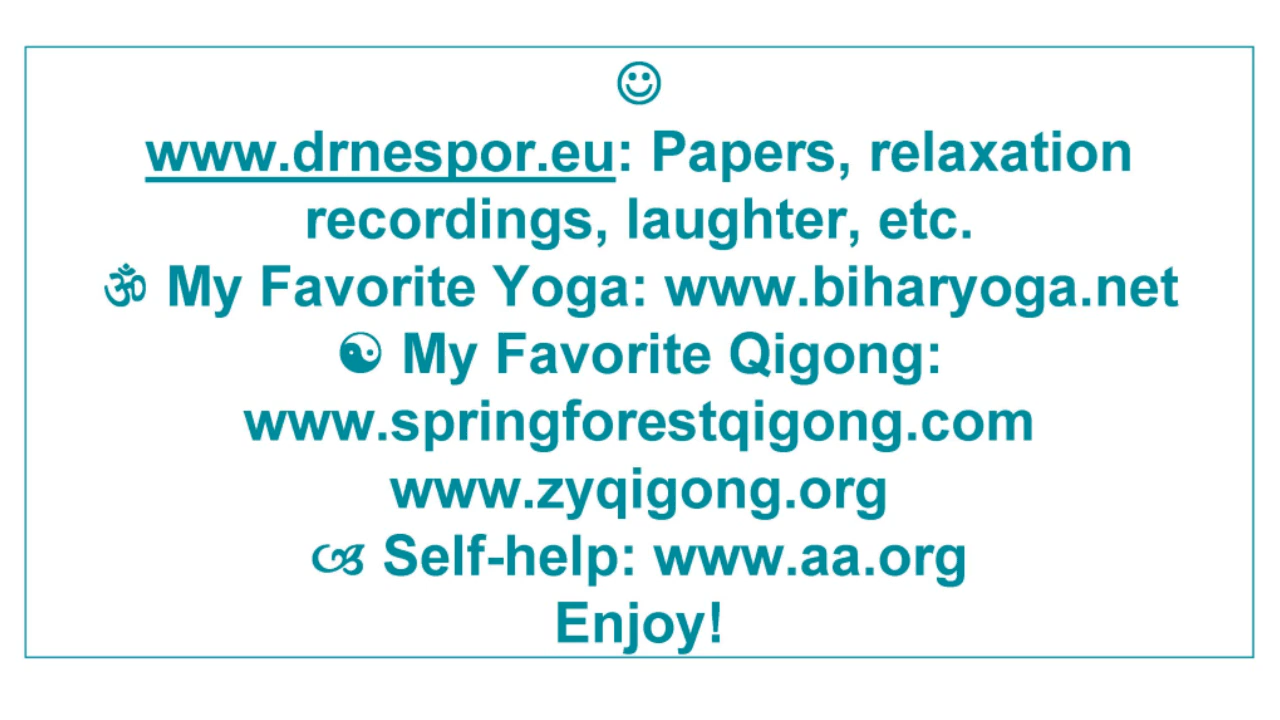 ☺
www.drnespor.eu: Papers, relaxation
recordings, laughter, etc.
ॐ My Favorite Yoga: www.biharyoga.net
☯ My Favorite Qigong:
www.springforestqigong.com
www.zyqigong.org
🙙 Self-help: www.aa.org
Enjoy!